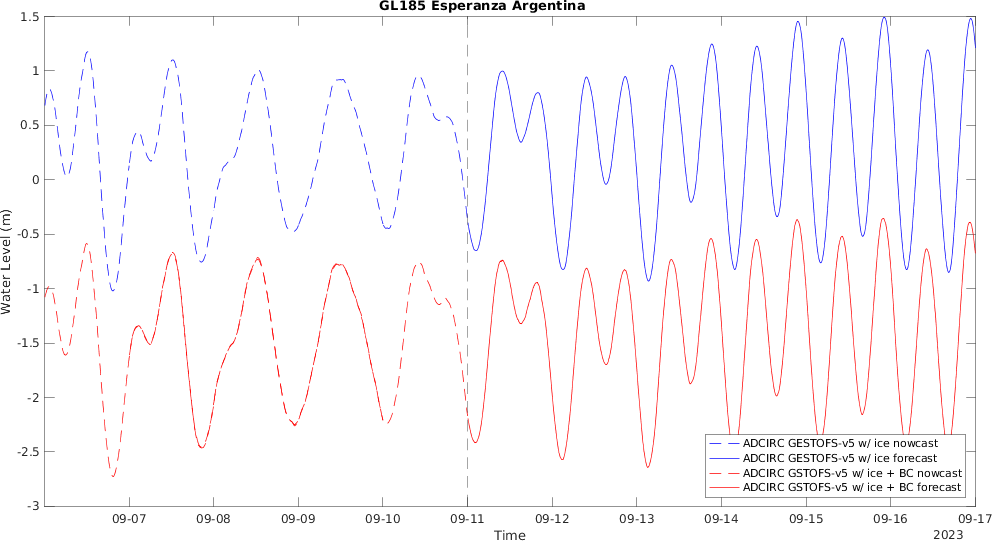 GL185 Esperanza Argentina
Water Level (m)
1.5
1
0.5
0
-0.5
-1
-1.5
-2
-2.5
-3
09-07 09-08 09-09 09-10 09-11 09-12 09-13 09-14 09-15 09-16 09-17
Time
2023
ADCIRC GESTOFS-v5 w/ ice nowcast
ADCIRC GESTOFS-v5 w/ ice forecast
ADCIRC GSTOFS-v5 w/ ice + BC nowcast
ADCIRC GSTOFS-v5 w/ ice + BC forecast